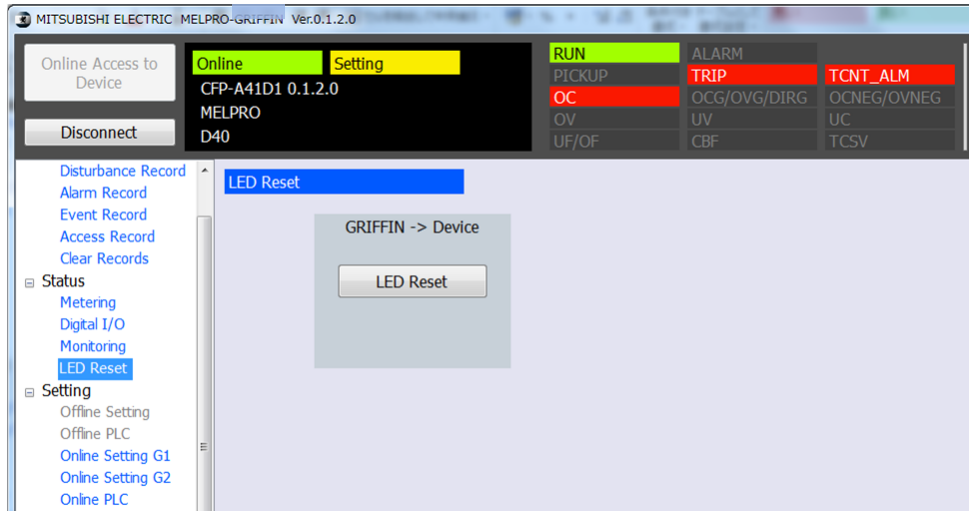 MITSUBISHI ELECTRIC MELPRO-GRIFFIN Ver.0.1.2.0
Online Access to
Device
Disconnect
Online Setting
CFP-A41D1 0.1.2.0
MELPRO
D40
RUN ALARM
PICKUP TRIP TCNT_ALM
OC OCG/OVG/DIRG OCNEG/OVNEG
OV UV UC
UF/OF CBF TCSV
Disturbance Record
Alarm Record
Event Record
Access Record
Clear Records
Status
Metering
Digital I/O
Monitoring
LED Reset
Setting
Offline Setting
Offline PLC
Online Setting G1
Online Setting G2
Online PLC
LED Reset
GRIFFIN -> Device
LED Reset